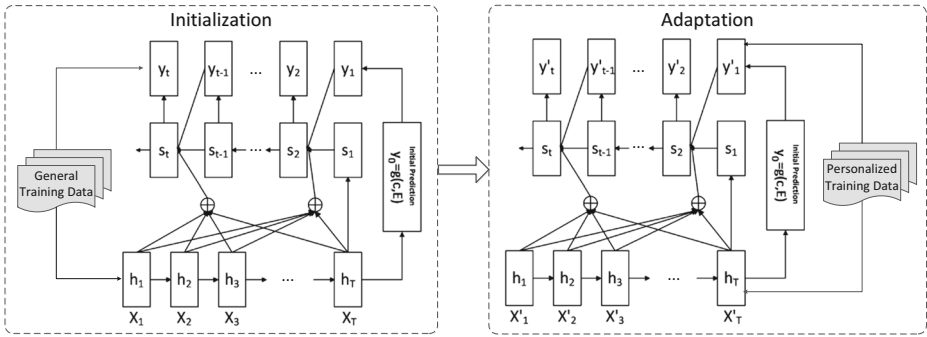 Initialization
yt yt-1 ... y2 y1
st st-1 ... s2 s1
Initial Prediction
y0=g(c,E)
General
Training Data
h1 h2 h3 ... hT
X1 X2 X3 XT
Adaptation
y't y't-1 ... y'2 y'1
st st-1 ... s2 s1
Initial Prediction
y0=g(c,E)
Personalized
Training Data
h1 h2 h3 ... hT
X'1 X'2 X'3 X'T